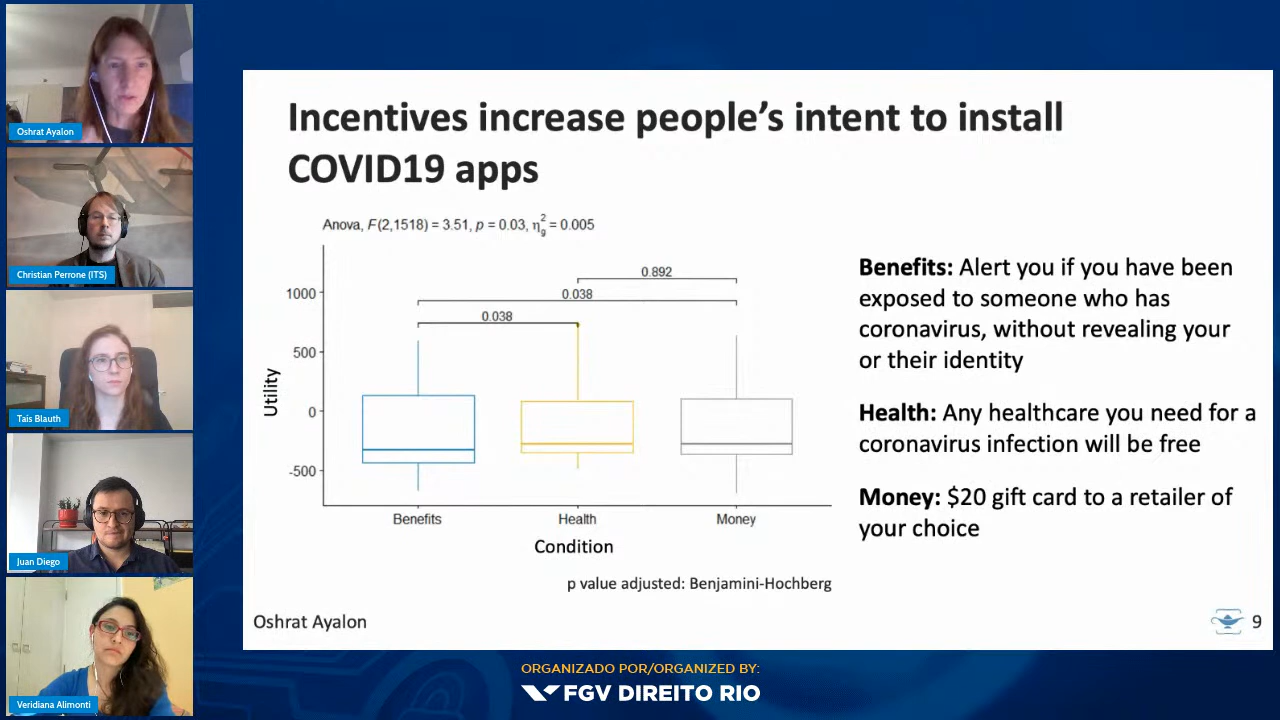 Oshrat Ayalon
Christian Perrone (ITS)
Taís Blauth
Juan Diego
Veridiana Alimonti
Incentives increase people's intent to install
COVID19 apps
Anova, F(2,1518) = 3.51, p = 0.03, η²g = 0.005
0.892
0.038
0.038
1000
500
0
-500
Utility
Benefits
Health
Money
Condition
p value adjusted: Benjamini-Hochberg
Benefits: Alert you if you have been
exposed to someone who has
coronavirus, without revealing your
or their identity
Health: Any healthcare you need for a
coronavirus infection will be free
Money: $20 gift card to a retailer of
your choice
Oshrat Ayalon
9
ORGANIZADO POR/ORGANIZED BY:
FGV DIREITO RIO